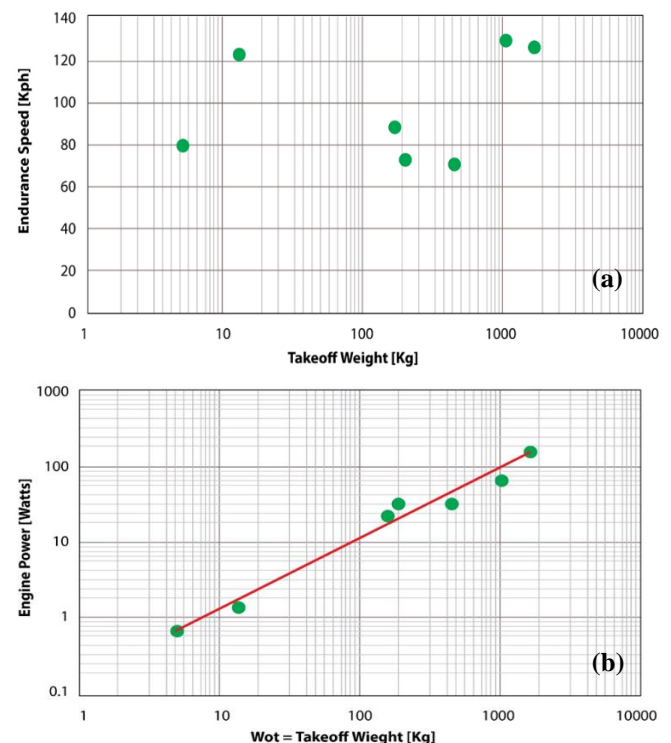 140
120
100
80
60
40
20
0
Endurance Speed [Kph]
(a)
1 10 100 1000 10000
Takeoff Weight [Kg]
1000
100
10
1
0.1
Engine Power [Watts]
(b)
1 10 100 1000 10000
Wot = Takeoff Wieght [Kg]